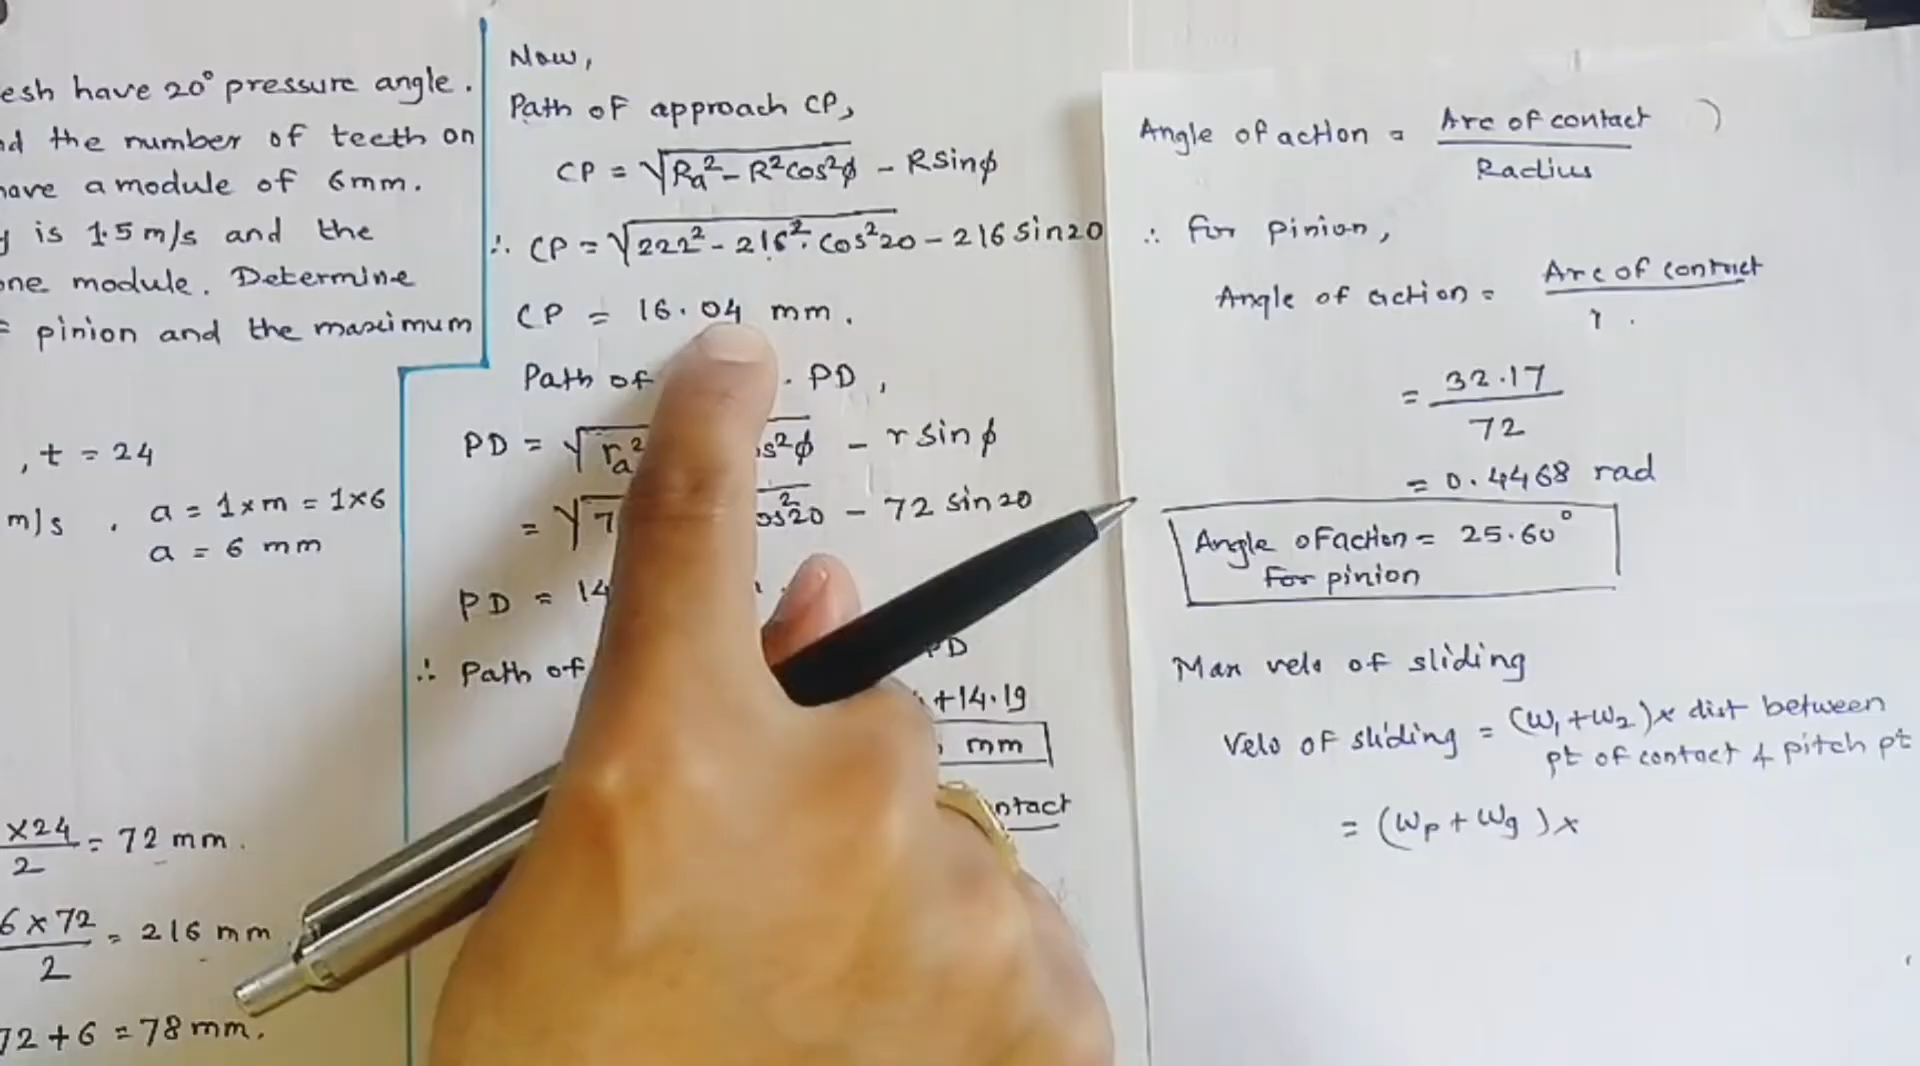 esh have 20° pressure angle.
the number of teeth on
have a module of 6mm.
is 1.5 m/s and the
one module. Determine
pinion and the maximum
, t = 24
m/s . a = 1×m = 1×6
a = 6 mm
×24/2 = 72 mm.
6×72/2 = 216 mm
72+6 = 78 mm.
Now,
Path of approach CP,
CP = √(Ra² - R²cos²ϕ) - Rsinϕ
∴ CP = √(222² - 216². cos²20) - 216 sin20
CP = 16.04 mm.
Path of . PD,
PD = √(ra² os²ϕ) - r sinϕ
= √(7 os²20) - 72 sin20
PD = 14
∴ Path of PD
+14.19
mm
ntact
Angle of action = Arc of contact / Radius
∴ for pinion,
Angle of action = Arc of contact / r.
= 32.17/72
= 0.4468 rad
Angle of action = 25.60°
for pinion
Max velo of sliding
Velo of sliding = (ω₁+ω₂)× dist between
pt of contact & pitch pt
= (ωp + ωg)×